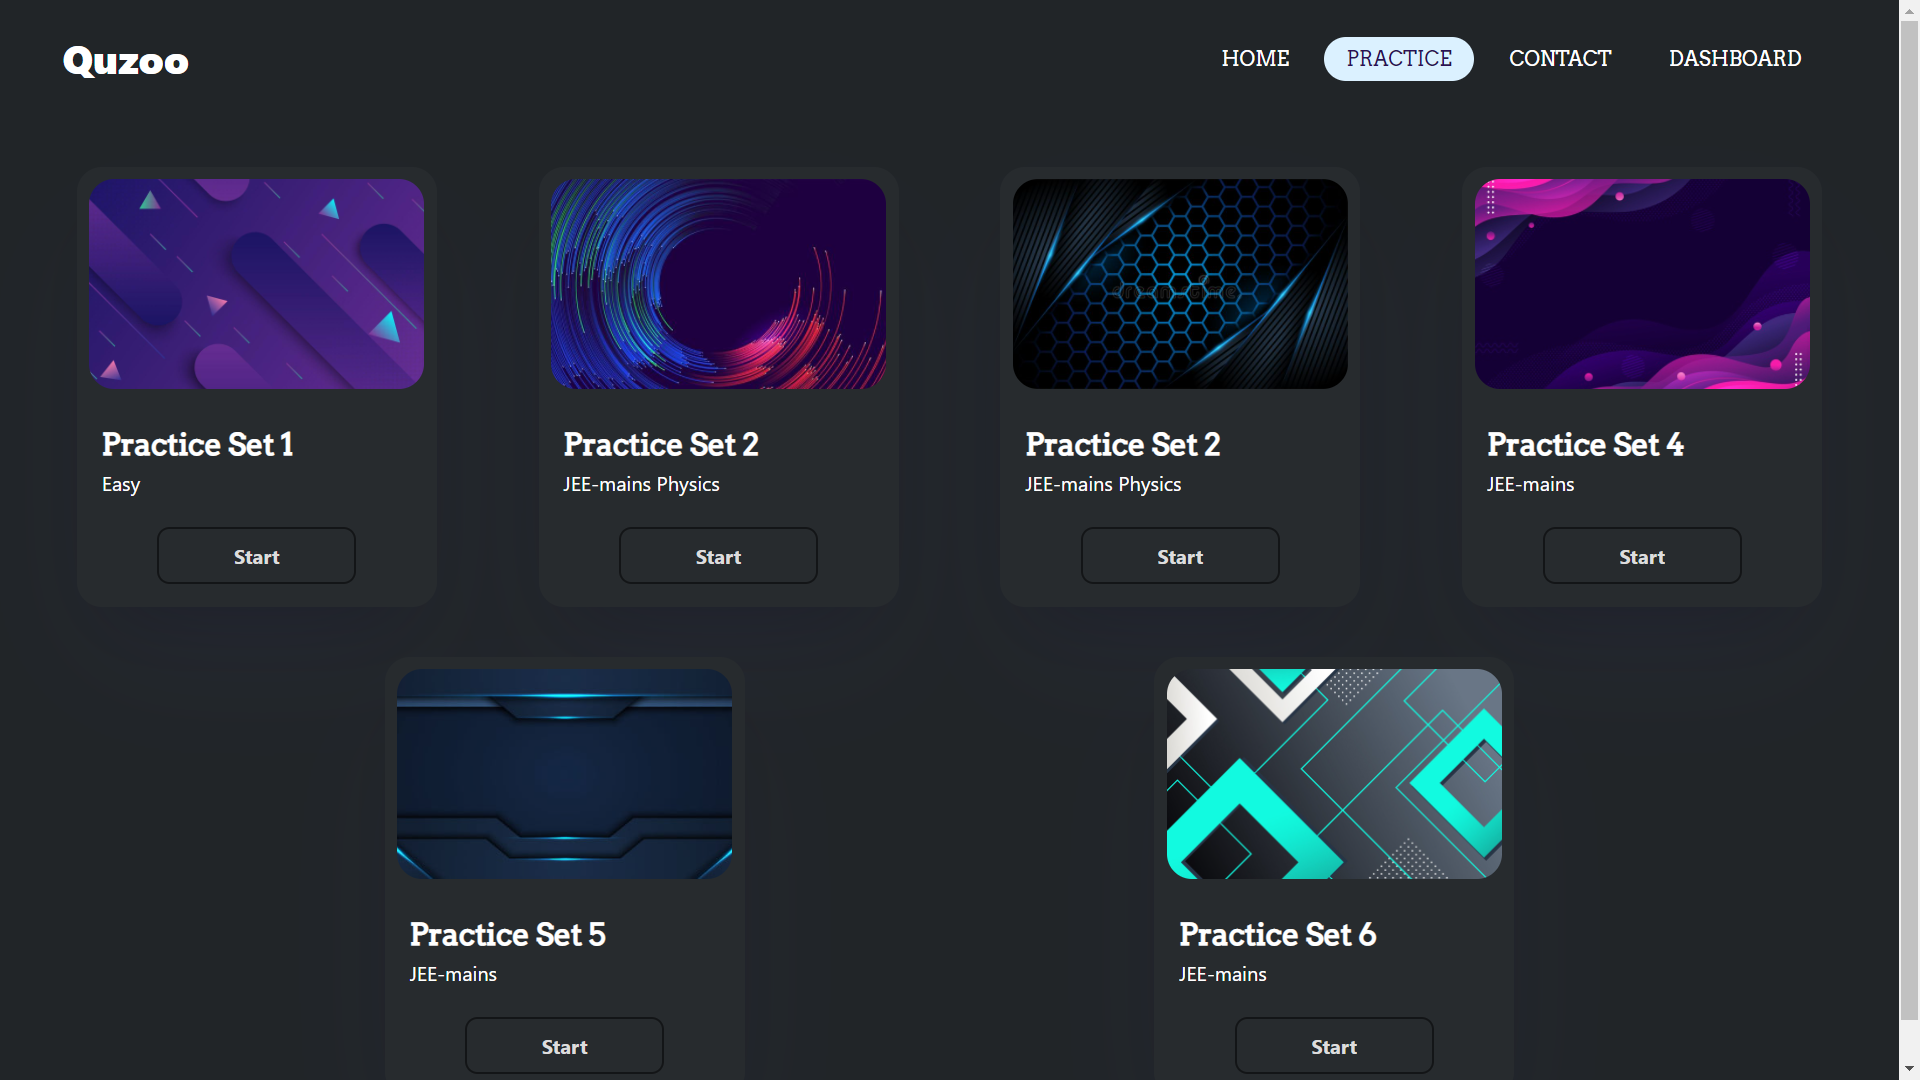 Quzoo
HOME PRACTICE CONTACT DASHBOARD
Practice Set 1
Easy
Start
Practice Set 2
JEE-mains Physics
Start
Practice Set 2
JEE-mains Physics
Start
Practice Set 4
JEE-mains
Start
Practice Set 5
JEE-mains
Start
Practice Set 6
JEE-mains
Start